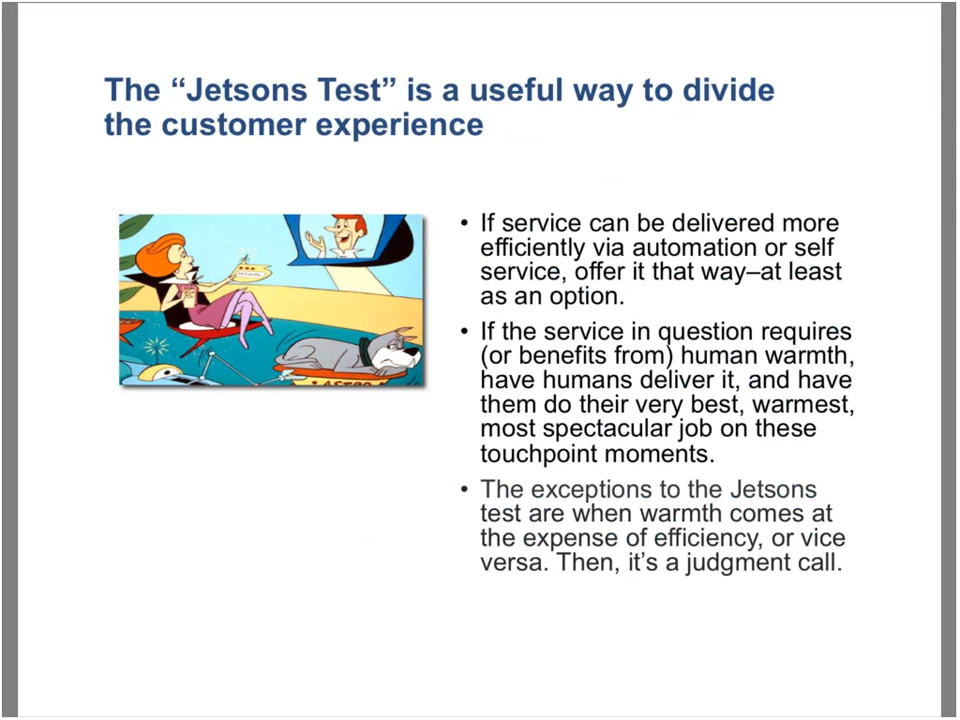 The “Jetsons Test” is a useful way to divide
the customer experience
• If service can be delivered more
efficiently via automation or self
service, offer it that way–at least
as an option.
• If the service in question requires
(or benefits from) human warmth,
have humans deliver it, and have
them do their very best, warmest,
most spectacular job on these
touchpoint moments.
• The exceptions to the Jetsons
test are when warmth comes at
the expense of efficiency, or vice
versa. Then, it’s a judgment call.